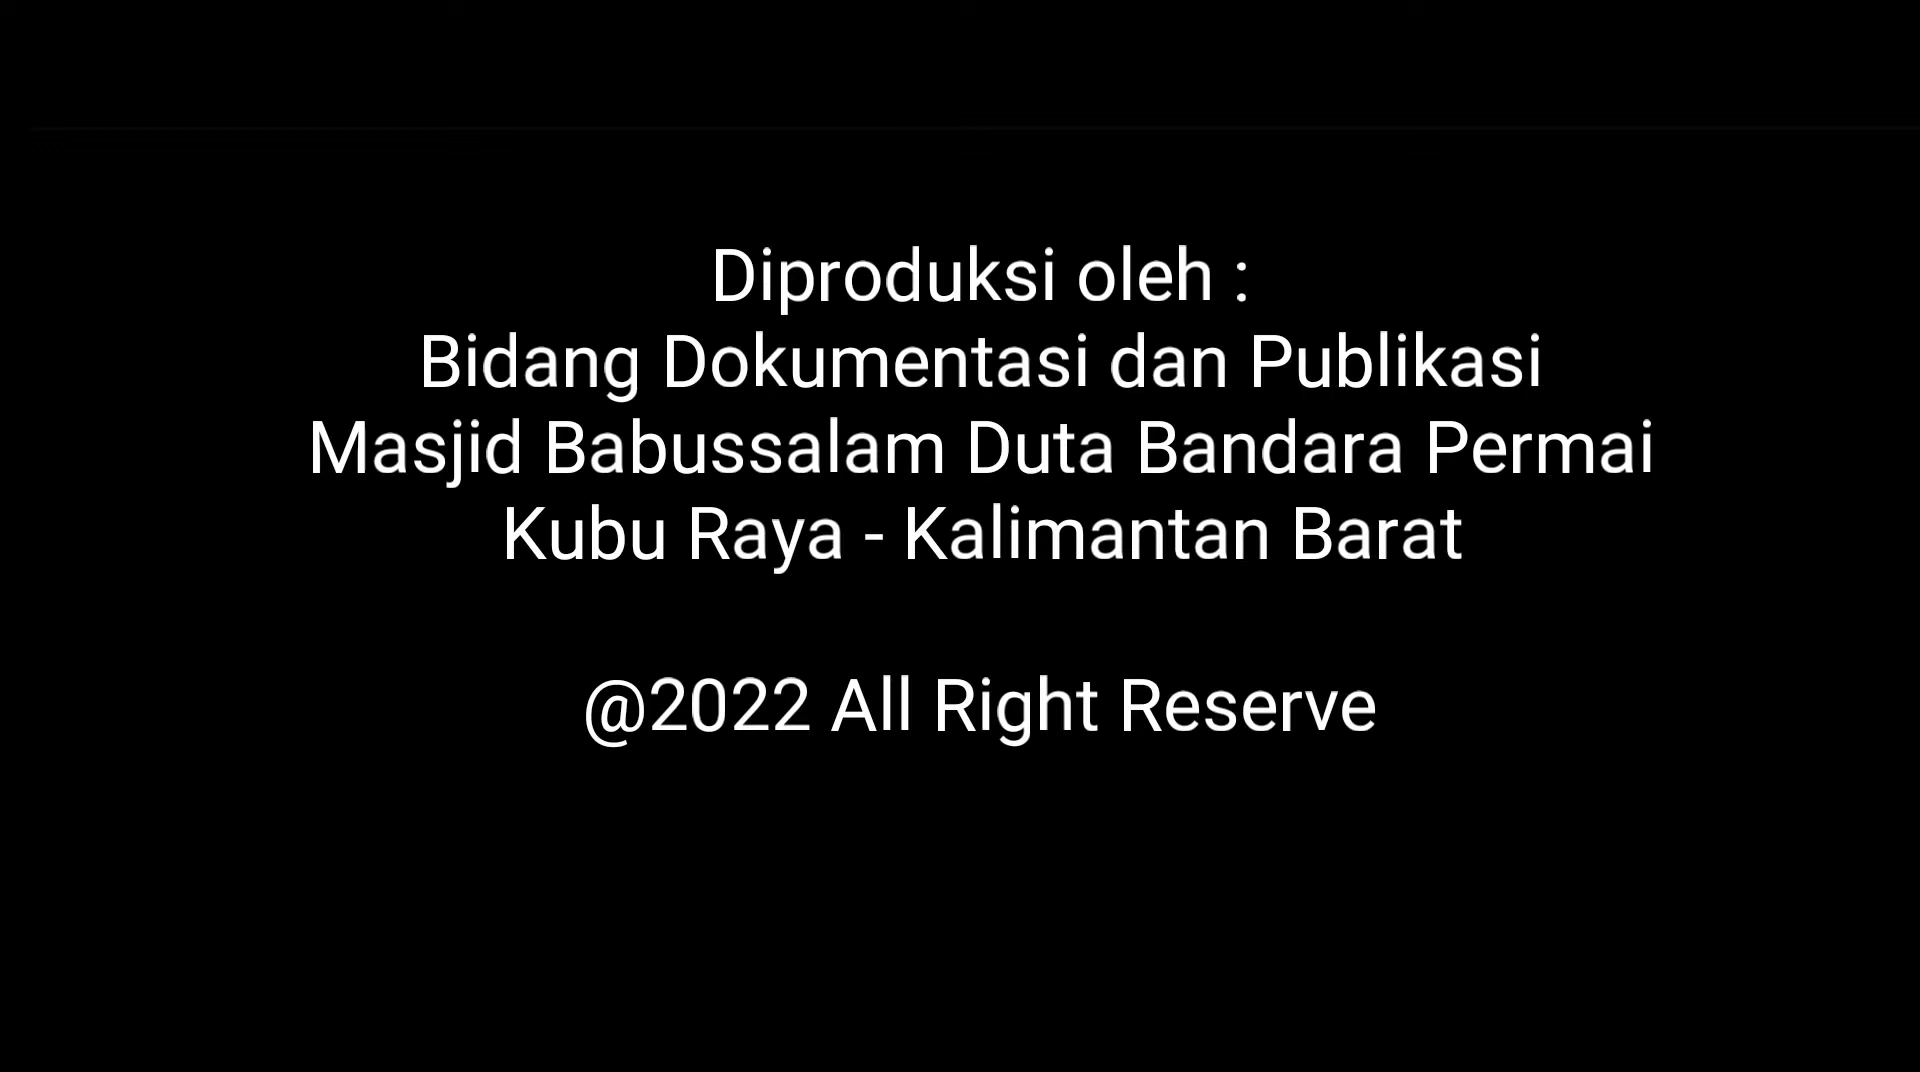 Diproduksi oleh :
Bidang Dokumentasi dan Publikasi
Masjid Babussalam Duta Bandara Permai
Kubu Raya - Kalimantan Barat
@2022 All Right Reserve